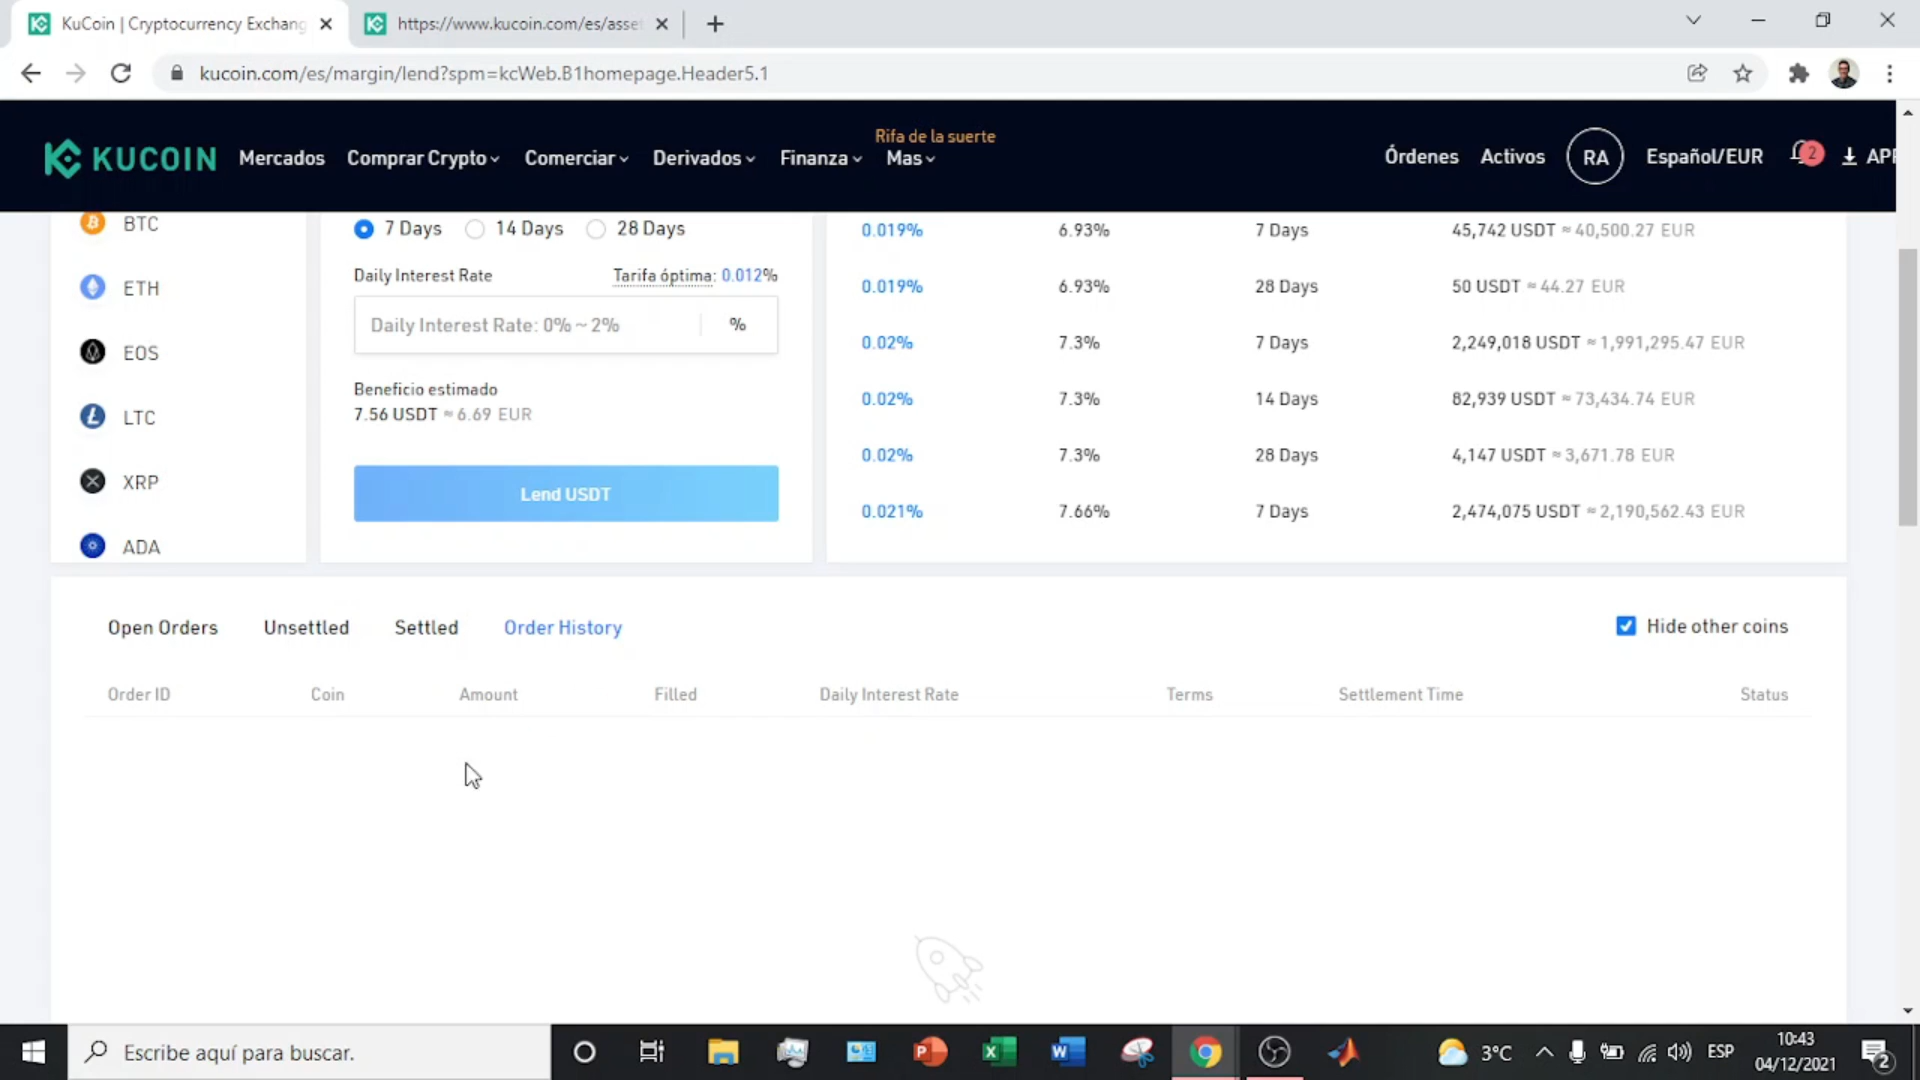 KuCoin | Cryptocurrency Exchang
https://www.kucoin.com/es/asse
kucoin.com/es/margin/lend?spm=kcWeb.B1homepage.Header5.1
Rifa de la suerte
KUCOIN Mercados Comprar Crypto Comerciar Derivados Finanza Mas Órdenes Activos RA Español/EUR 2 APP
BTC
ETH
EOS
LTC
XRP
ADA
7 Days 14 Days 28 Days
Daily Interest Rate Tarifa óptima: 0.012%
Daily Interest Rate: 0% ~ 2% %
Beneficio estimado
7.56 USDT ≈ 6.69 EUR
Lend USDT
0.019% 6.93% 7 Days 45,742 USDT ≈ 40,500.27 EUR
0.019% 6.93% 28 Days 50 USDT ≈ 44.27 EUR
0.02% 7.3% 7 Days 2,249,018 USDT ≈ 1,991,295.47 EUR
0.02% 7.3% 14 Days 82,939 USDT ≈ 73,434.74 EUR
0.02% 7.3% 28 Days 4,147 USDT ≈ 3,671.78 EUR
0.021% 7.66% 7 Days 2,474,075 USDT ≈ 2,190,562.43 EUR
Open Orders Unsettled Settled Order History Hide other coins
Order ID Coin Amount Filled Daily Interest Rate Terms Settlement Time Status
Escribe aquí para buscar.
3°C
ESP
10:43
04/12/2021
2